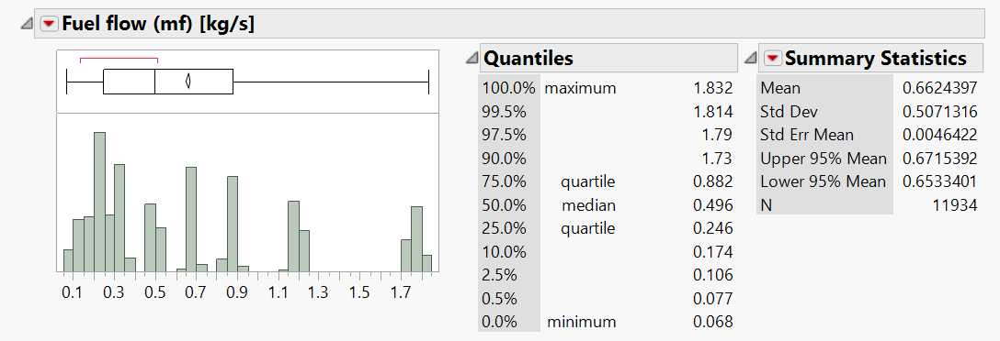 Fuel flow (mf) [kg/s]
0.1 0.3 0.5 0.7 0.9 1.1 1.3 1.5 1.7
Quantiles
100.0% maximum 1.832
99.5% 1.814
97.5% 1.79
90.0% 1.73
75.0% quartile 0.882
50.0% median 0.496
25.0% quartile 0.246
10.0% 0.174
2.5% 0.106
0.5% 0.077
0.0% minimum 0.068
Summary Statistics
Mean 0.6624397
Std Dev 0.5071316
Std Err Mean 0.0046422
Upper 95% Mean 0.6715392
Lower 95% Mean 0.6533401
N 11934